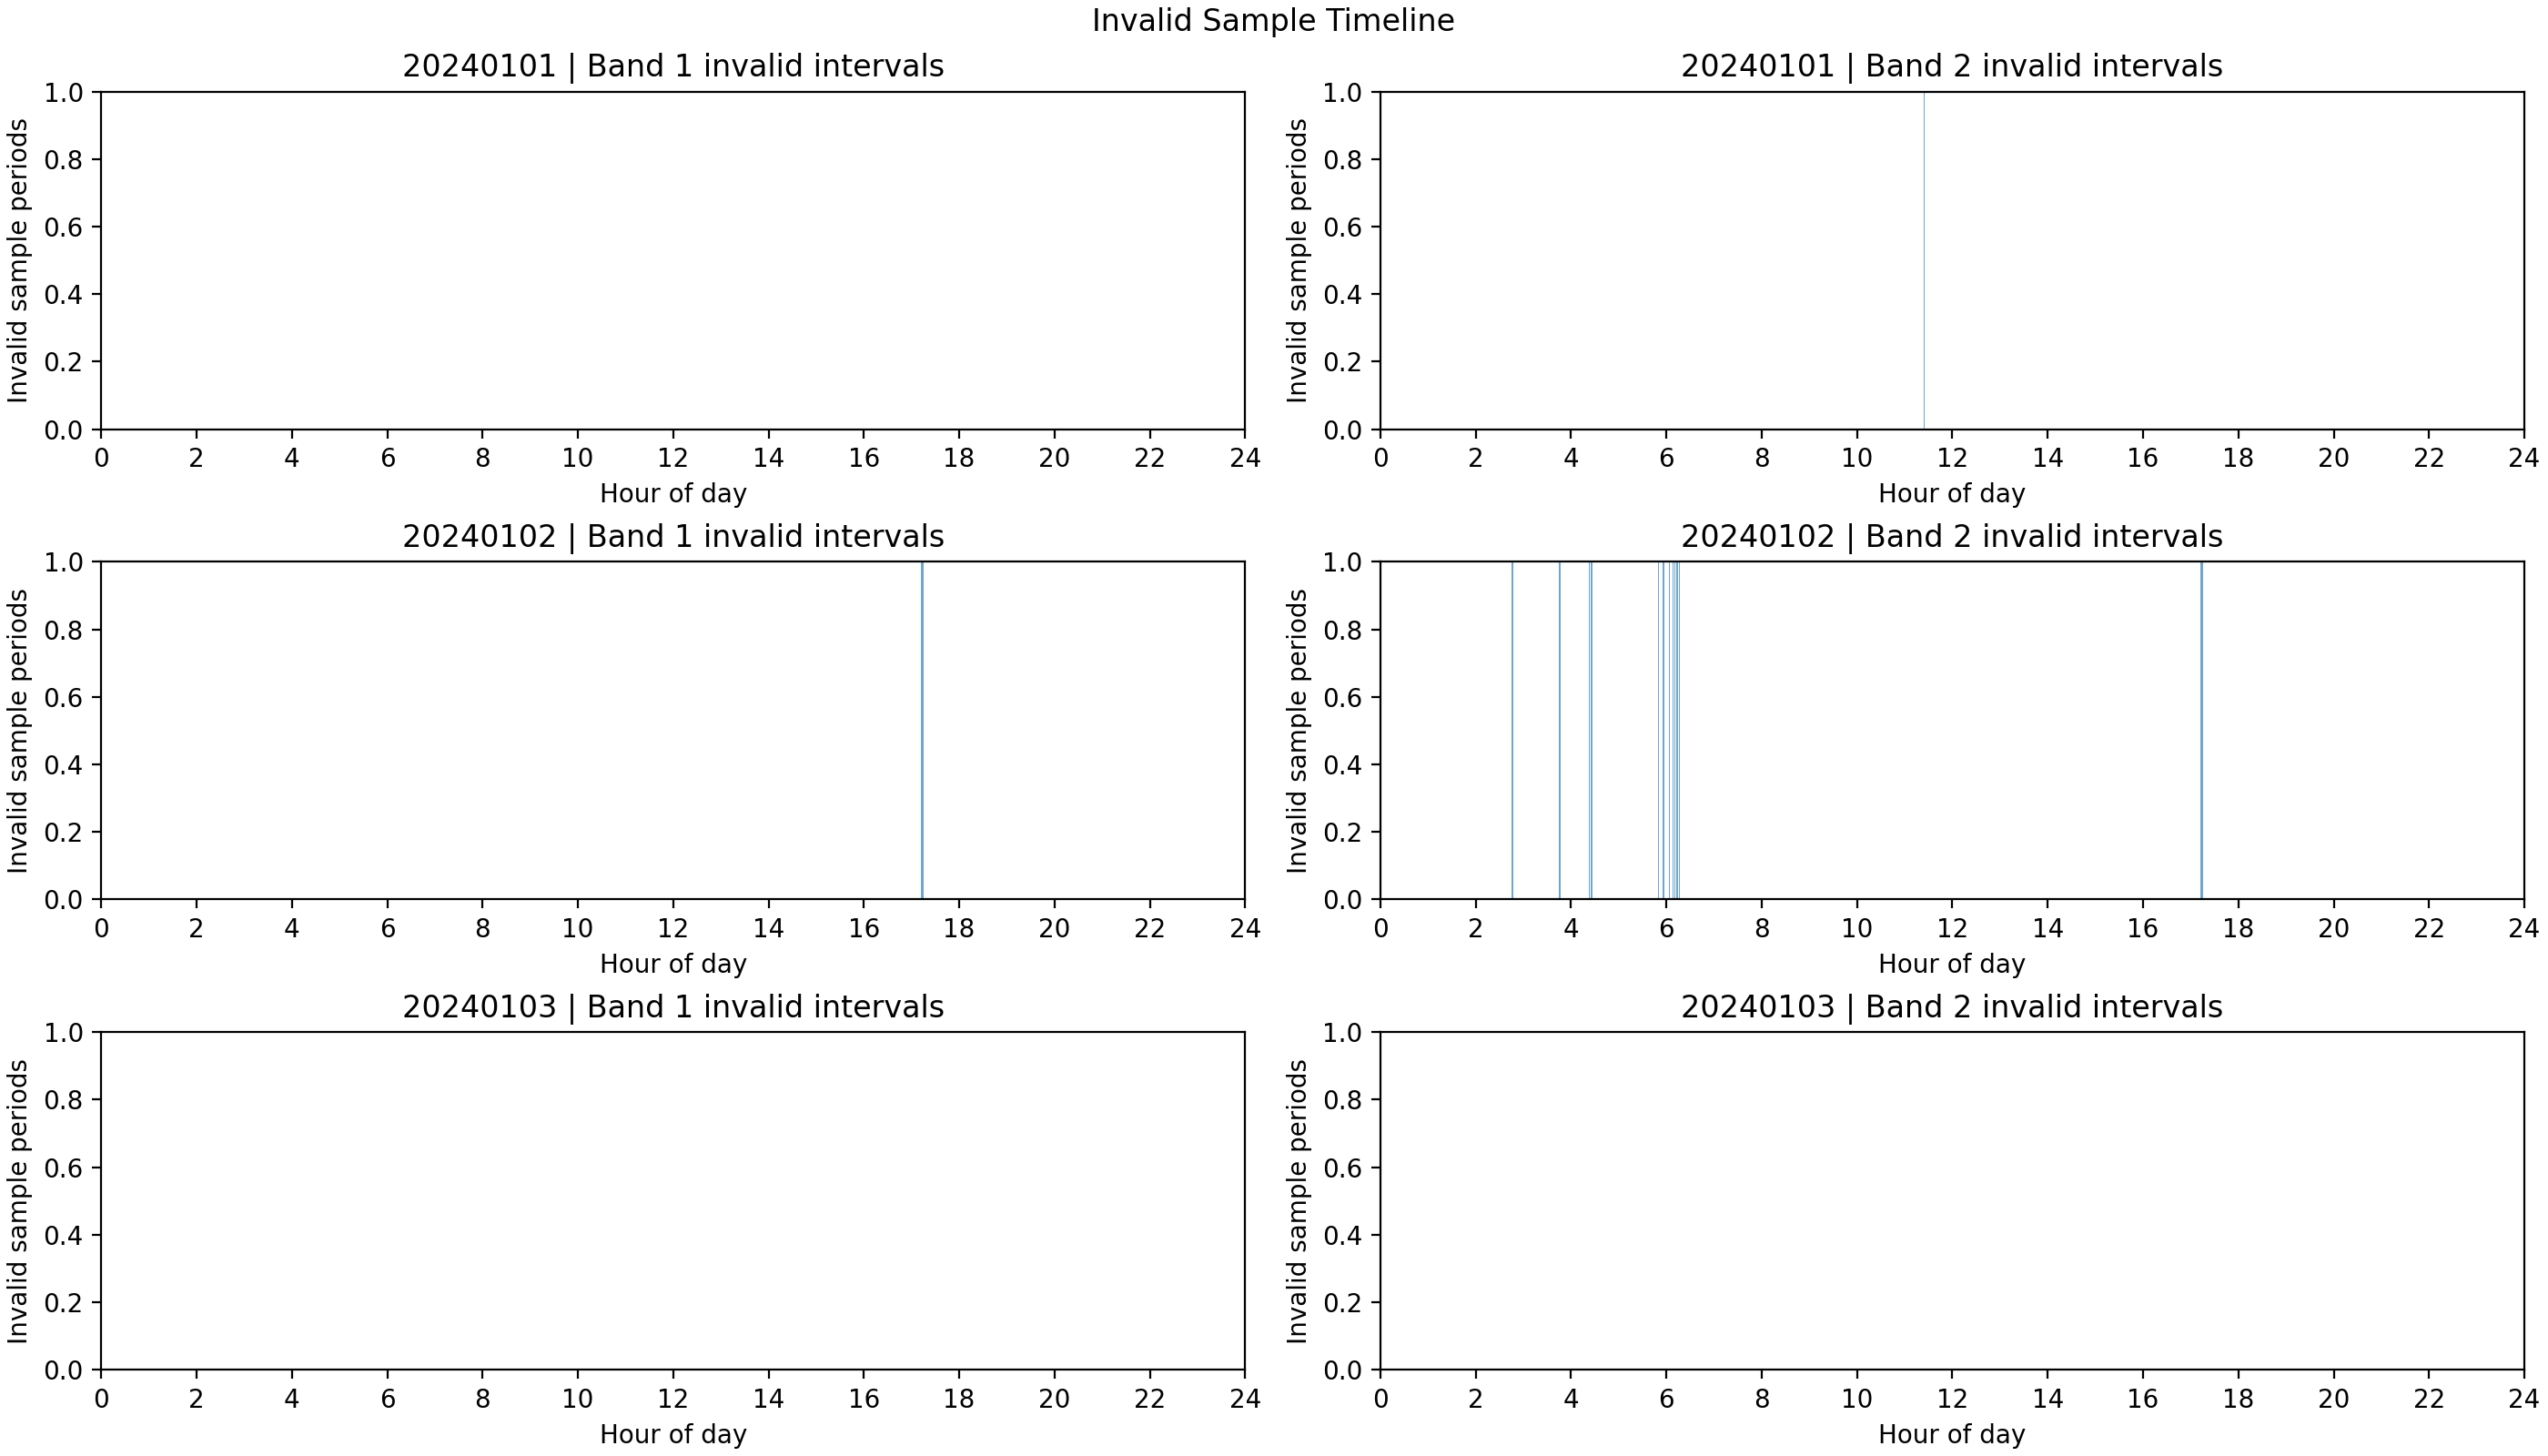 Invalid Sample Timeline
20240101 | Band 1 invalid intervals
Invalid sample periods
1.0
0.8
0.6
0.4
0.2
0.0
0 2 4 6 8 10 12 14 16 18 20 22 24
Hour of day
20240101 | Band 2 invalid intervals
Invalid sample periods
1.0
0.8
0.6
0.4
0.2
0.0
0 2 4 6 8 10 12 14 16 18 20 22 24
Hour of day
20240102 | Band 1 invalid intervals
Invalid sample periods
1.0
0.8
0.6
0.4
0.2
0.0
0 2 4 6 8 10 12 14 16 18 20 22 24
Hour of day
20240102 | Band 2 invalid intervals
Invalid sample periods
1.0
0.8
0.6
0.4
0.2
0.0
0 2 4 6 8 10 12 14 16 18 20 22 24
Hour of day
20240103 | Band 1 invalid intervals
Invalid sample periods
1.0
0.8
0.6
0.4
0.2
0.0
0 2 4 6 8 10 12 14 16 18 20 22 24
Hour of day
20240103 | Band 2 invalid intervals
Invalid sample periods
1.0
0.8
0.6
0.4
0.2
0.0
0 2 4 6 8 10 12 14 16 18 20 22 24
Hour of day